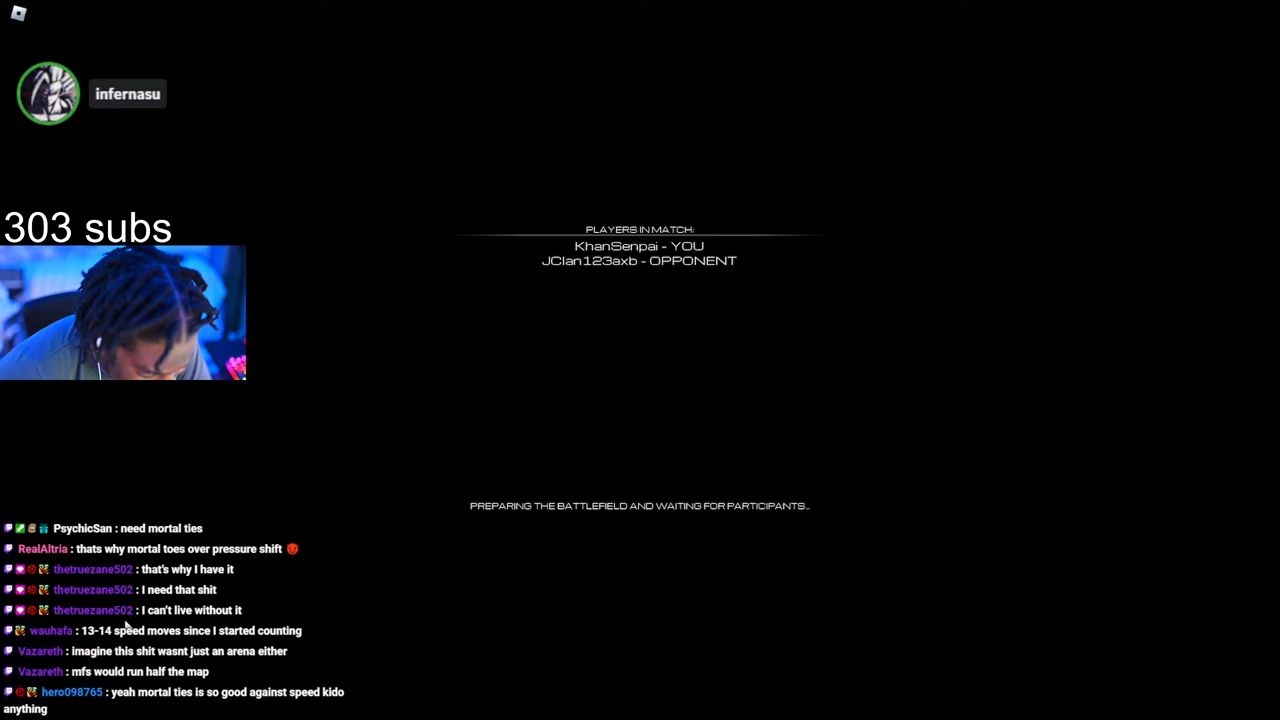 infernasu
303 subs
PLAYERS IN MATCH:
KhanSenpai - YOU
JClan123axb - OPPONENT
PREPARING THE BATTLEFIELD AND WAITING FOR PARTICIPANTS...
PsychicSan : need mortal ties
RealAltria : thats why mortal toes over pressure shift
thetruezane502 : that's why I have it
thetruezane502 : I need that shit
thetruezane502 : I can't live without it
wauhafa : 13-14 speed moves since I started counting
Vazareth : imagine this shit wasnt just an arena either
Vazareth : mfs would run half the map
hero098765 : yeah mortal ties is so good against speed kido
anything